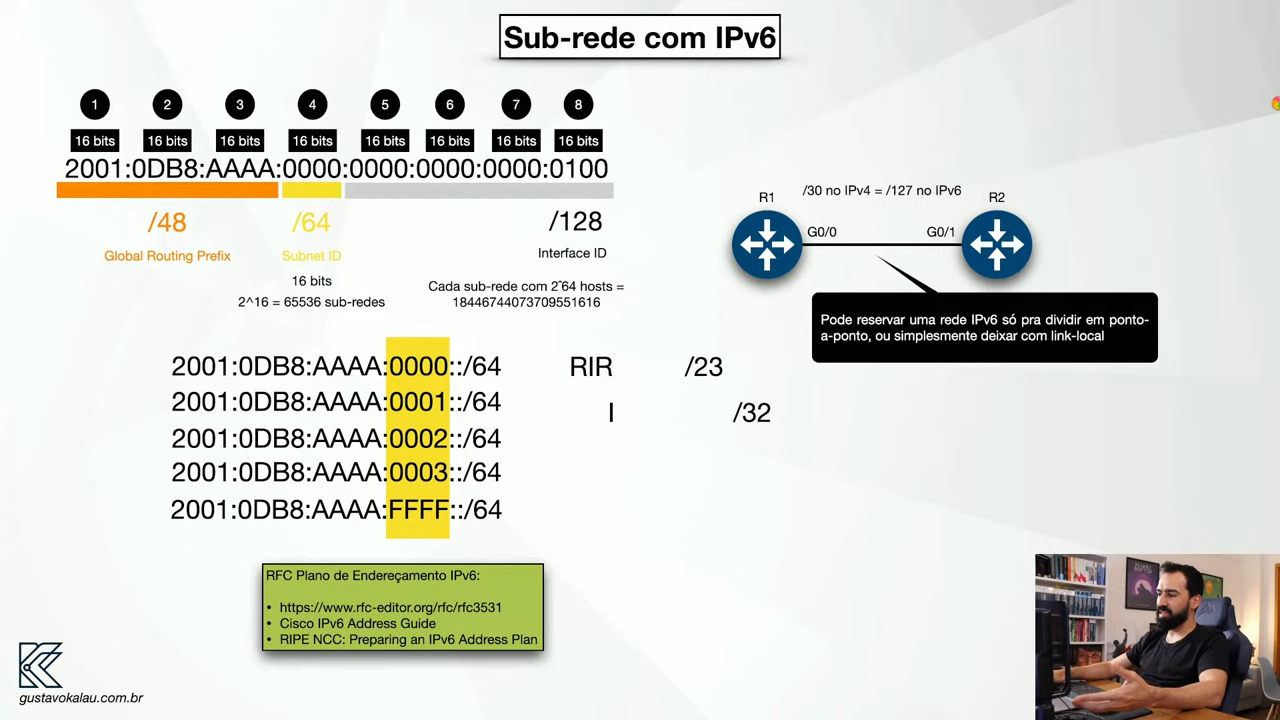 Sub-rede com IPv6
1 2 3 4 5 6 7 8
16 bits 16 bits 16 bits 16 bits 16 bits 16 bits 16 bits 16 bits
2001:0DB8:AAAA:0000:0000:0000:0000:0100
/48 /64 /128
Global Routing Prefix Subnet ID Interface ID
16 bits
2^16 = 65536 sub-redes
Cada sub-rede com 2ˆ64 hosts =
18446744073709551616
/30 no IPv4 = /127 no IPv6
R1 R2
G0/0 G0/1
Pode reservar uma rede IPv6 só pra dividir em ponto-
a-ponto, ou simplesmente deixar com link-local
2001:0DB8:AAAA:0000::/64
2001:0DB8:AAAA:0001::/64
2001:0DB8:AAAA:0002::/64
2001:0DB8:AAAA:0003::/64
2001:0DB8:AAAA:FFFF::/64
RIR /23
I /32
RFC Plano de Endereçamento IPv6:
• https://www.rfc-editor.org/rfc/rfc3531
• Cisco IPv6 Address Guide
• RIPE NCC: Preparing an IPv6 Address Plan
gustavokalau.com.br